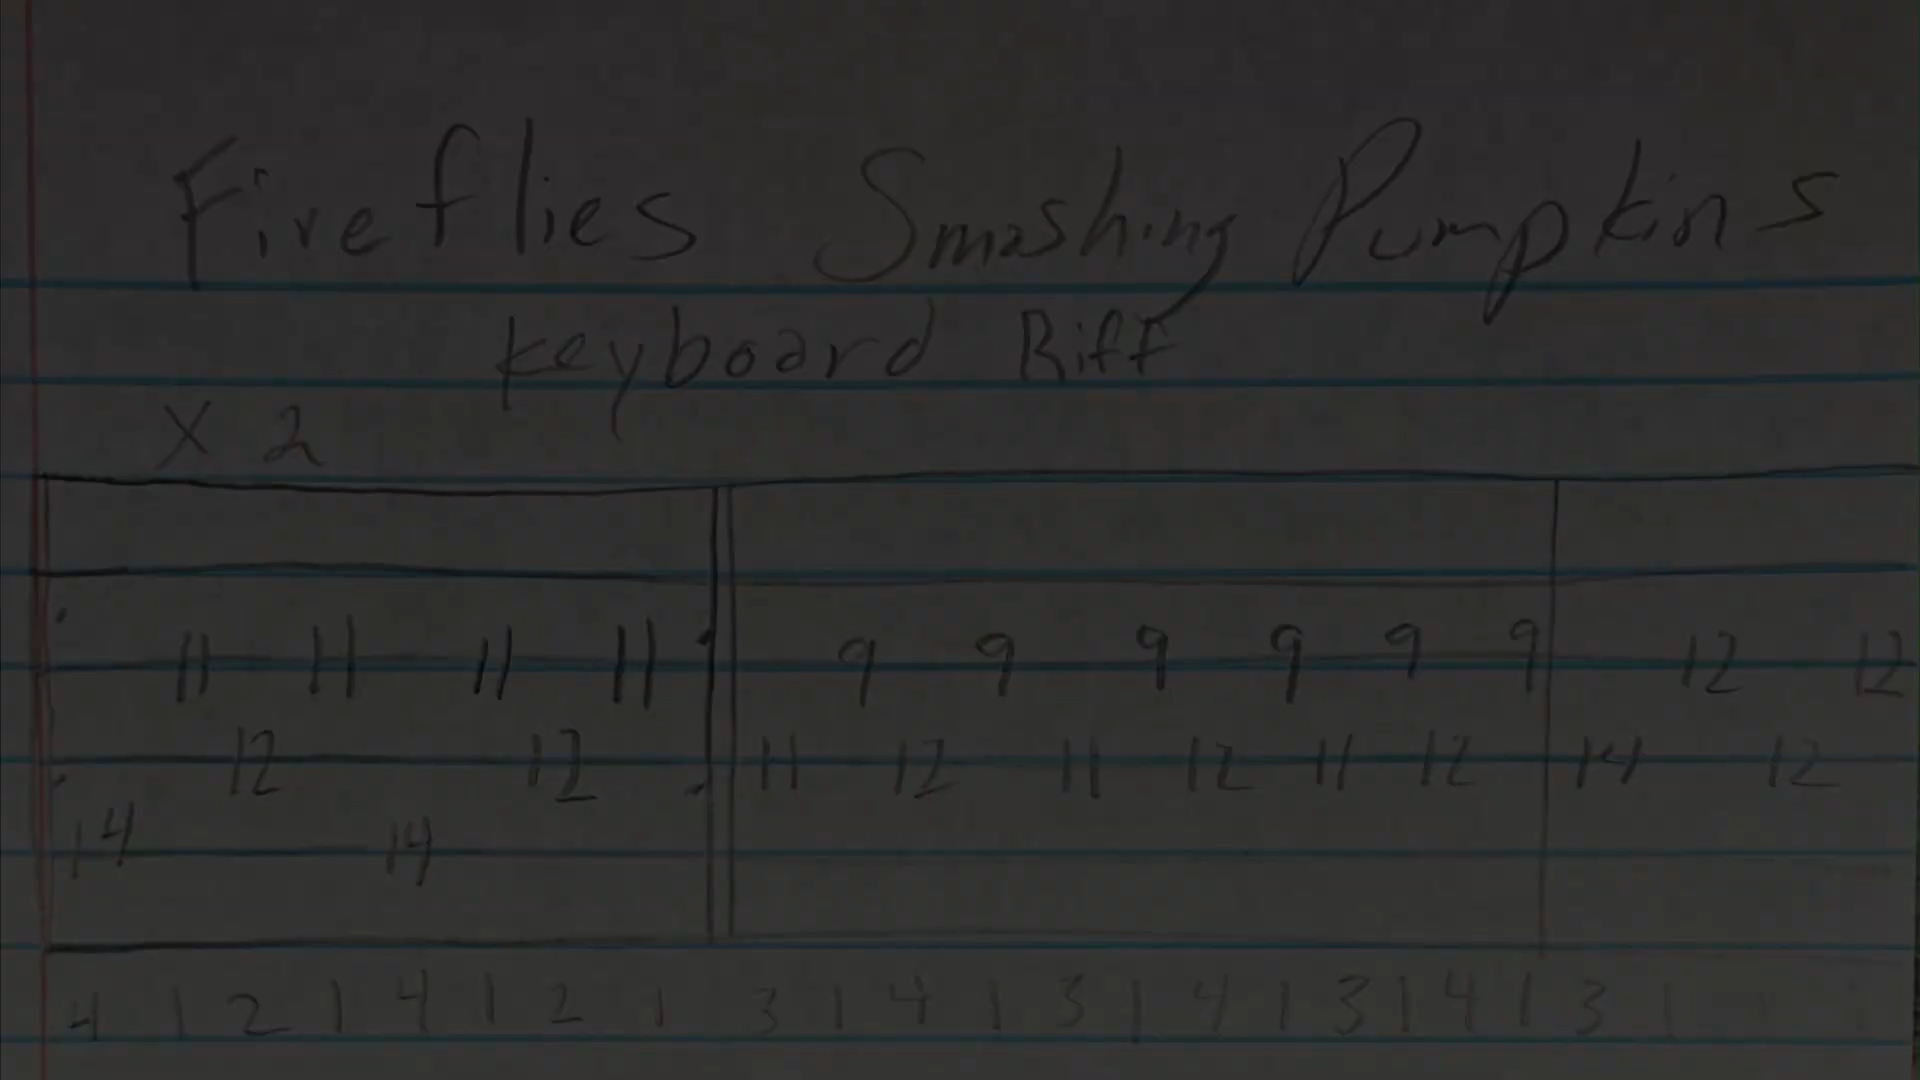 Fireflies Smashing Pumpkins
Keyboard Riff
X 2
11 11 11 11 9 9 9 9 9 9 12 12
12 12 11 12 11 12 11 12 14 12
14 14
4 1 2 1 4 1 2 1 3 1 4 1 3 1 4 1 3 1 4 1 3 1